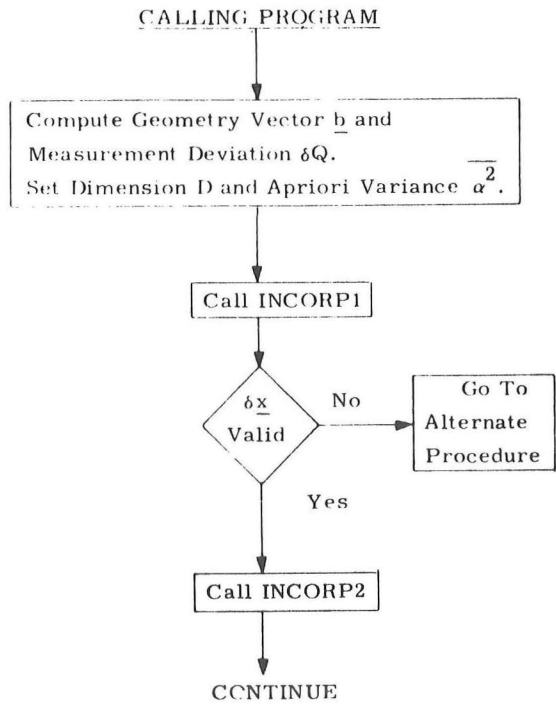 CALLING PROGRAM
Compute Geometry Vector b and
Measurement Deviation δQ.
Set Dimension D and Apriori Variance α².
Call INCORP1
δx
Valid
No
Go To
Alternate
Procedure
Yes
Call INCORP2
CONTINUE